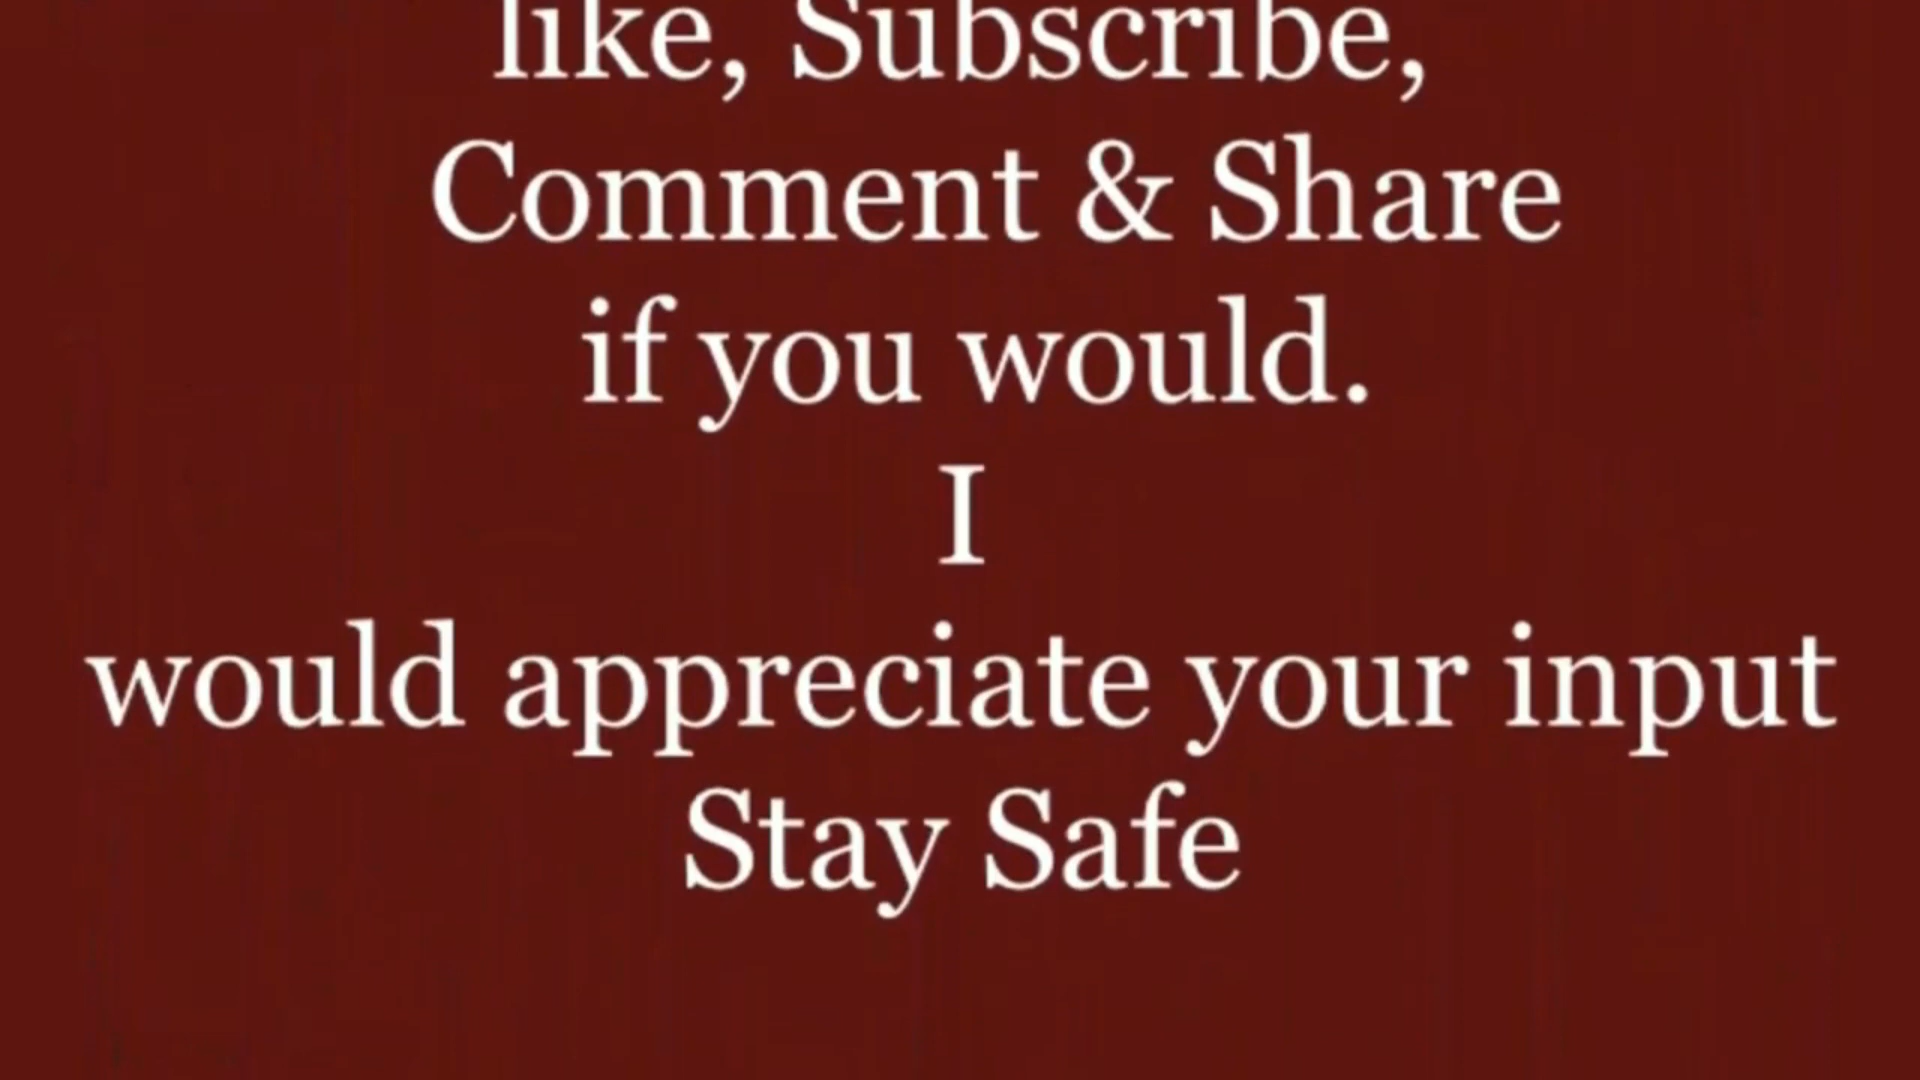 like, Subscribe,
Comment & Share
if you would.
I
would appreciate your input
Stay Safe